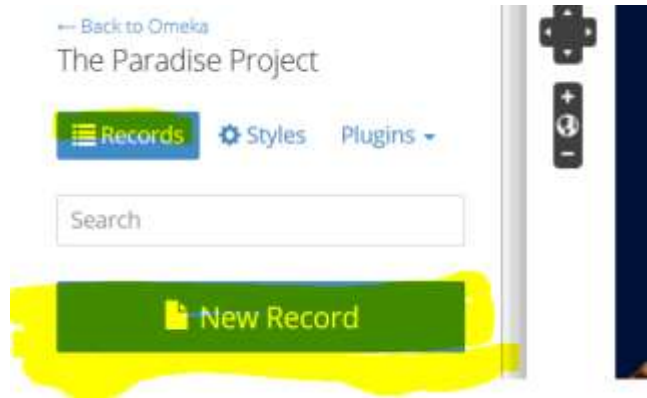 ← Back to Omeka
The Paradise Project
Records Styles Plugins
Search
New Record